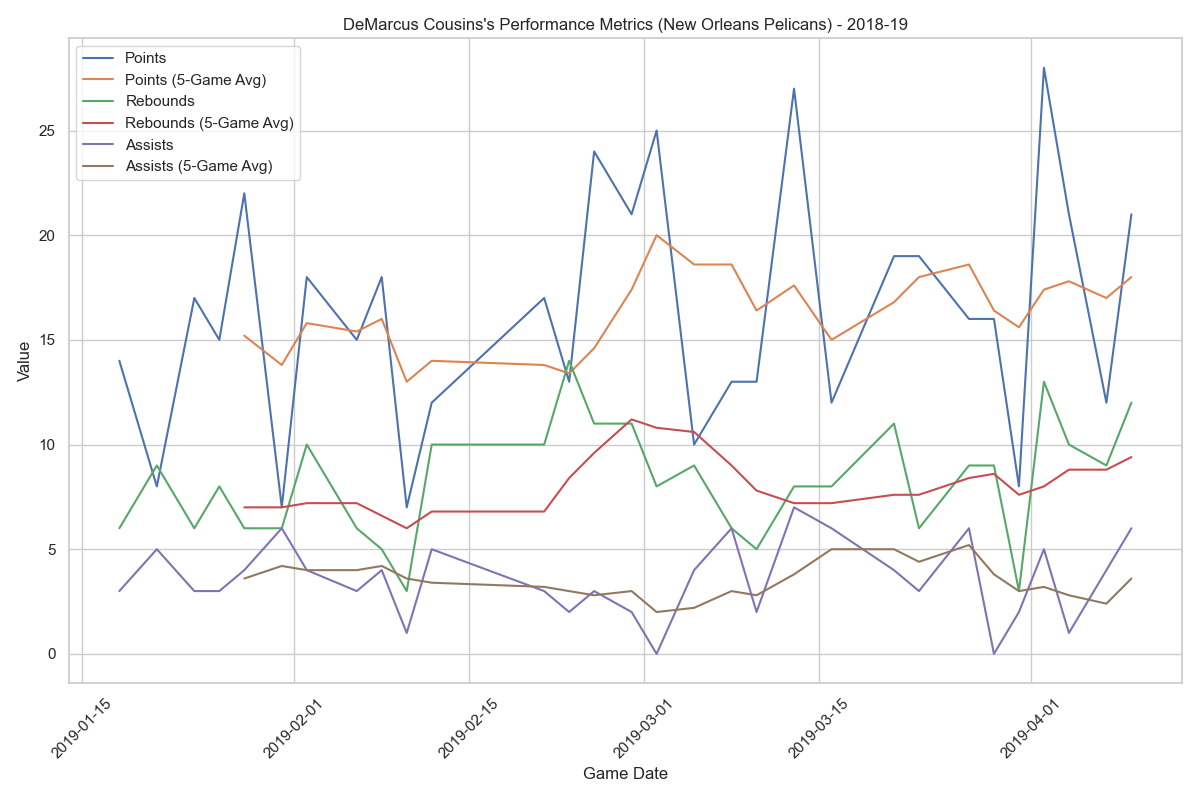 DeMarcus Cousins's Performance Metrics (New Orleans Pelicans) - 2018-19
Points
Points (5-Game Avg)
Rebounds
Rebounds (5-Game Avg)
Assists
Assists (5-Game Avg)
Value
25
20
15
10
5
0
2019-01-15
2019-02-01
2019-02-15
2019-03-01
2019-03-15
2019-04-01
Game Date